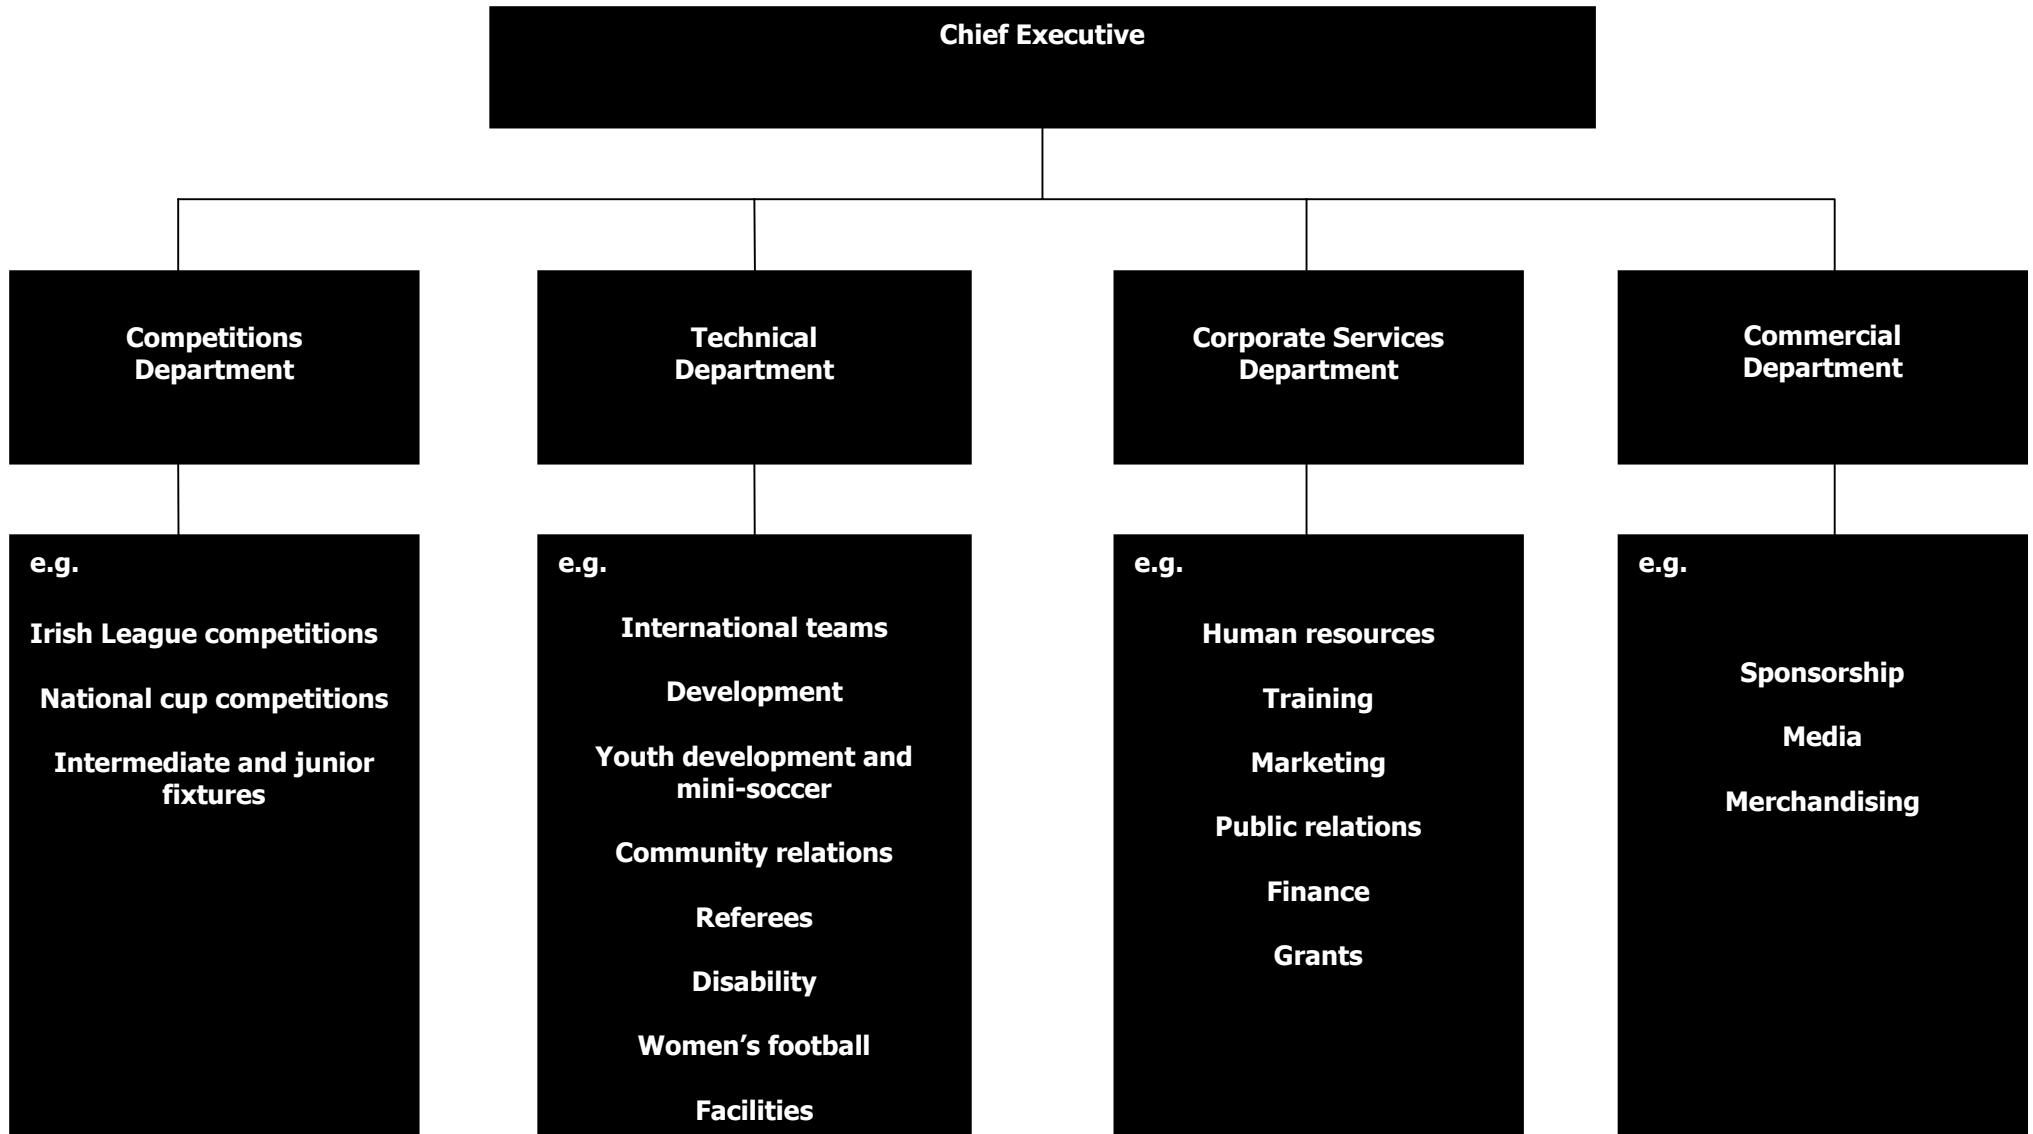 Chief Executive
Competitions
Department
Technical
Department
Corporate Services
Department
Commercial
Department
e.g.
Irish League competitions
National cup competitions
Intermediate and junior
fixtures
e.g.
International teams
Development
Youth development and
mini-soccer
Community relations
Referees
Disability
Women’s football
Facilities
e.g.
Human resources
Training
Marketing
Public relations
Finance
Grants
e.g.
Sponsorship
Media
Merchandising